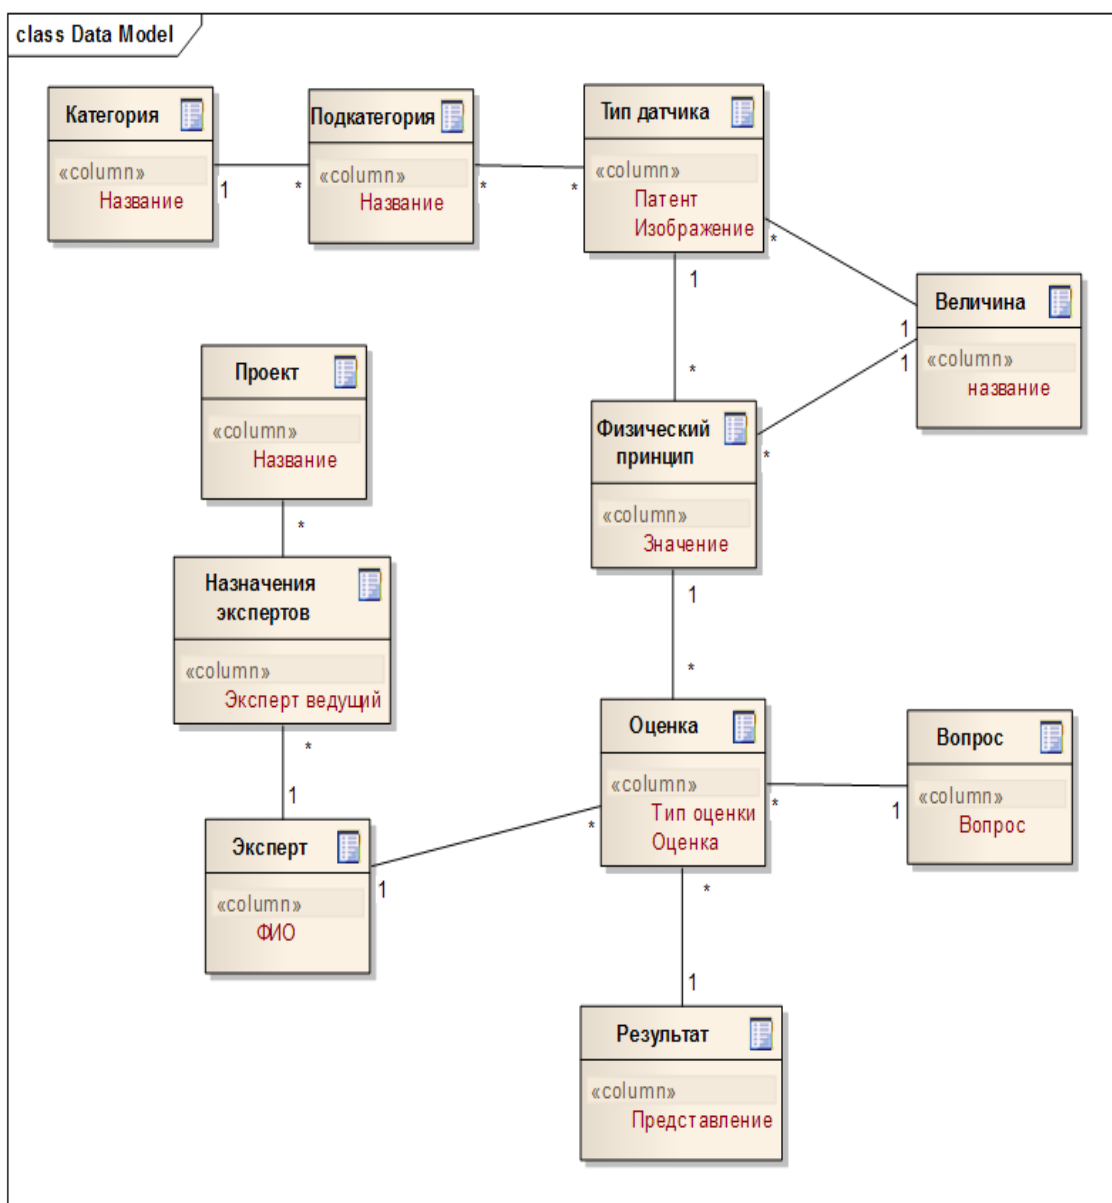 class Data Model
Категория
«column»
Название
1
*
Подкатегория
«column»
Название
*
*
Тип датчика
«column»
Патент
Изображение
*
1
Величина
«column»
название
1
1
*
*
Физический
принцип
«column»
Значение
1
*
Проект
«column»
Название
*
Назначения
экспертов
«column»
Эксперт ведущий
*
1
Эксперт
«column»
ФИО
1
*
Оценка
«column»
Тип оценки
Оценка
*
1
Вопрос
«column»
Вопрос
*
1
Результат
«column»
Представление